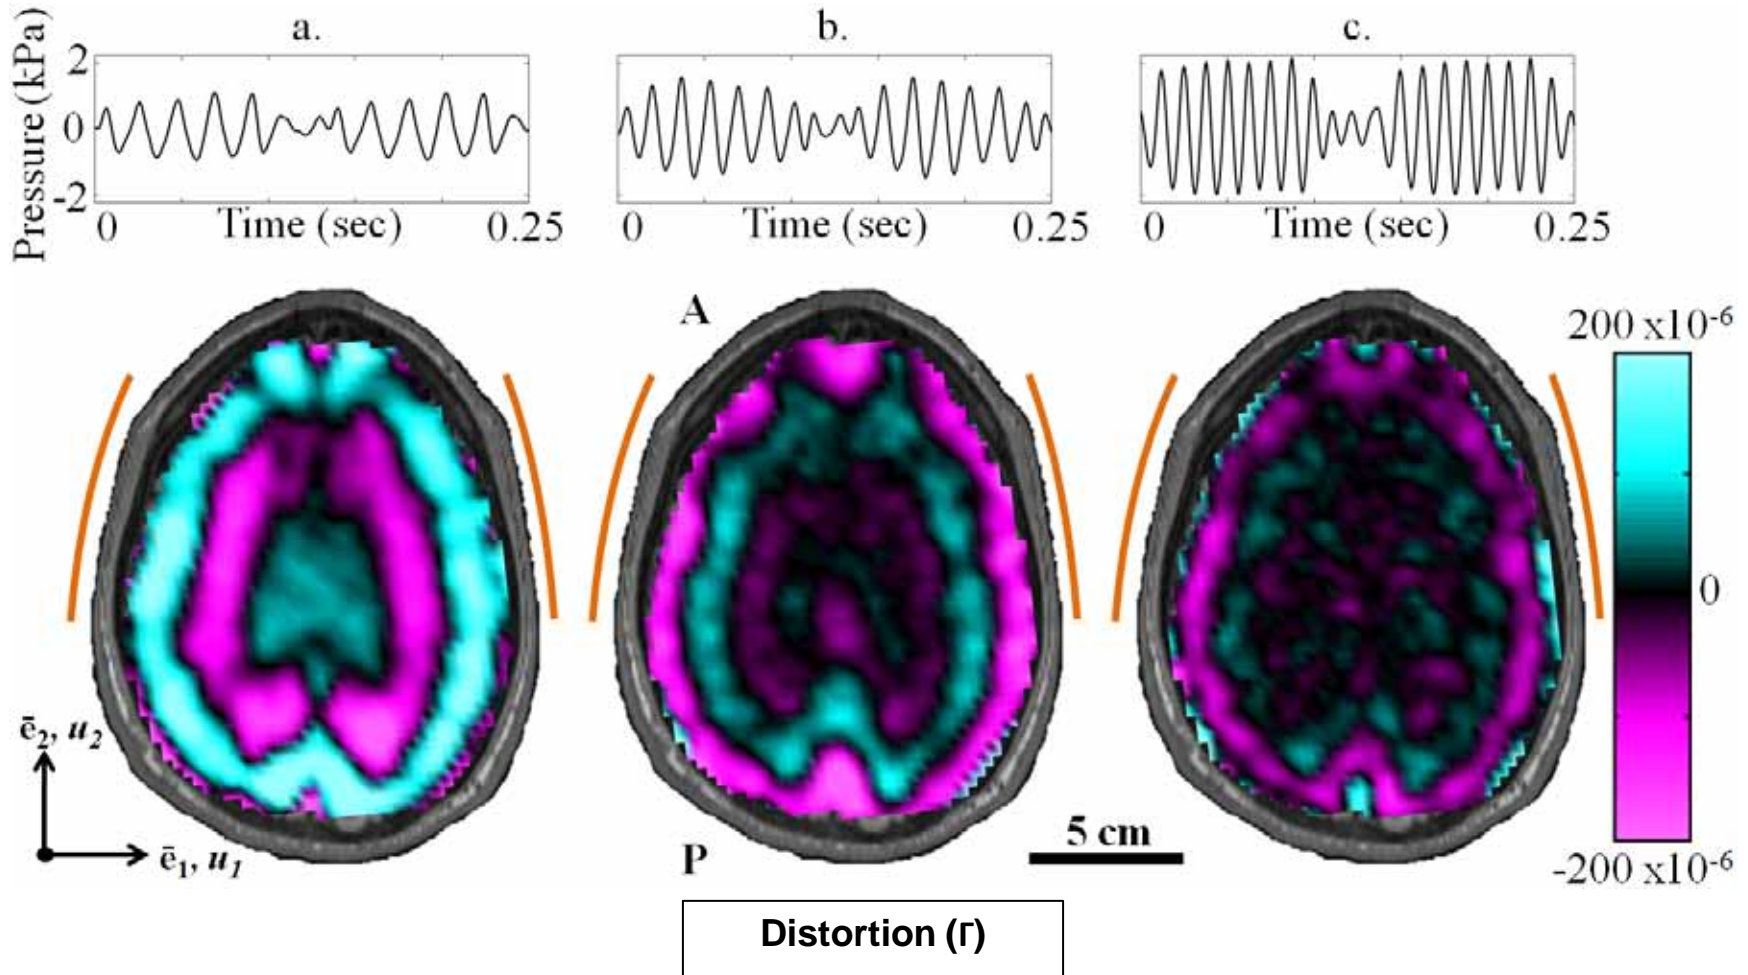 a.
b.
c.
Pressure (kPa)
2
0
-2
0
Time (sec)
0.25
0
Time (sec)
0.25
0
Time (sec)
0.25
A
200 x10-6
0
-200 x10-6
ē2, u2
ē1, u1
P
5 cm
Distortion (Γ)